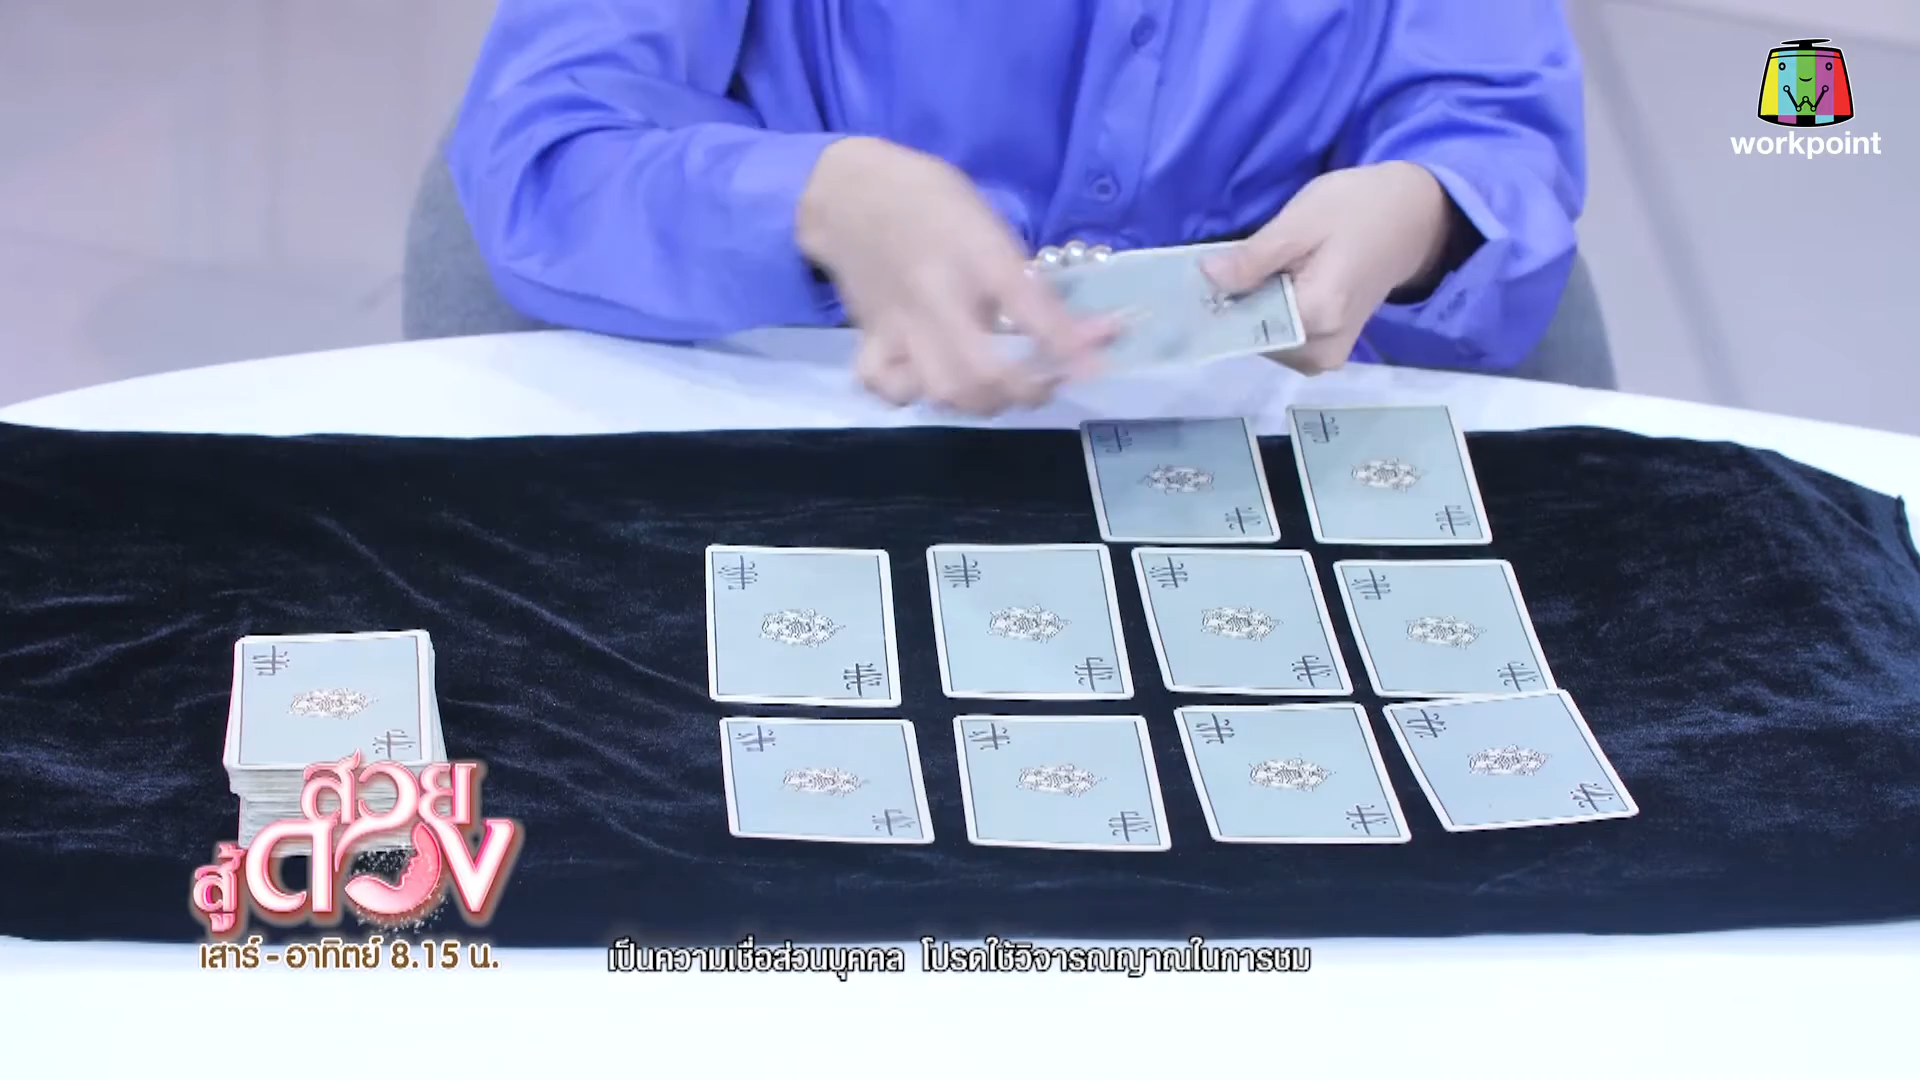 workpoint
สวย
สู้ดวง
เสาร์ - อาทิตย์ 8.15 น.
เป็นความเชื่อส่วนบุคคล โปรดใช้วิจารณญาณในการชม